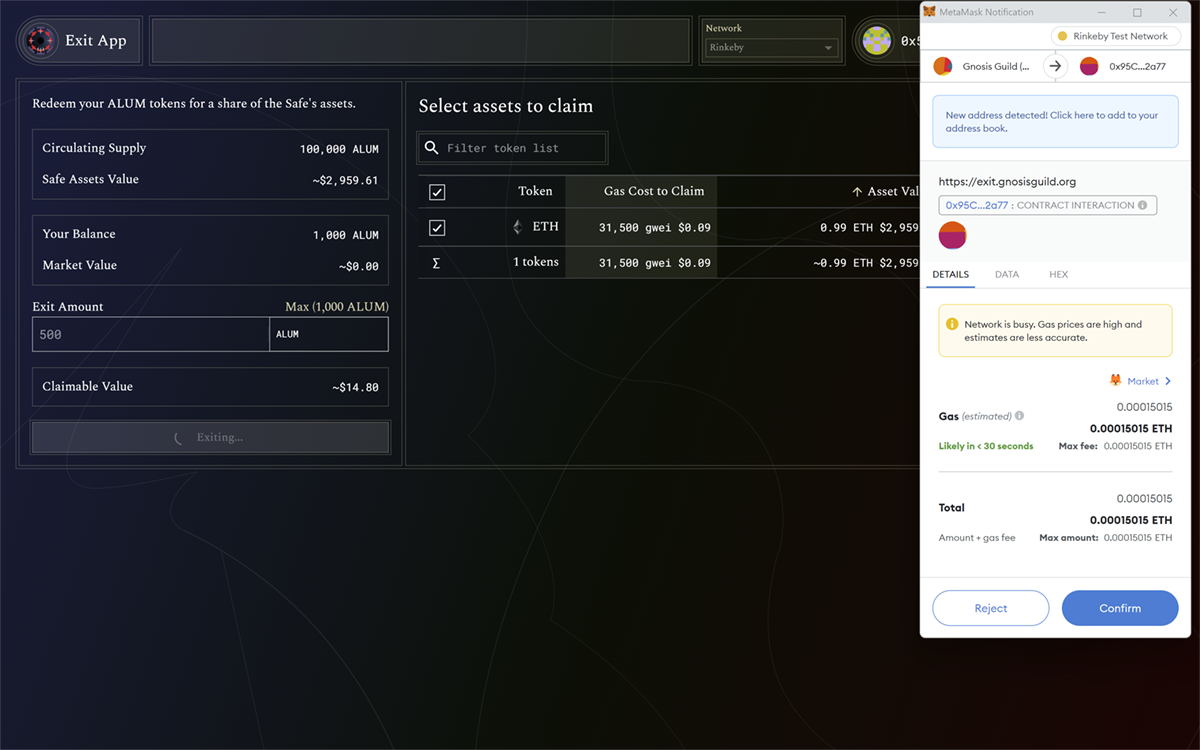 Exit App
Network
Rinkeby
0x5
Redeem your ALUM tokens for a share of the Safe's assets.
Circulating Supply 100,000 ALUM
Safe Assets Value ~$2,959.61
Your Balance 1,000 ALUM
Market Value ~$0.00
Exit Amount Max (1,000 ALUM)
500 ALUM
Claimable Value ~$14.80
Exiting...
Select assets to claim
Filter token list
Token Gas Cost to Claim ↑ Asset Val
ETH 31,500 gwei $0.09 0.99 ETH $2,959
Σ 1 tokens 31,500 gwei $0.09 ~0.99 ETH $2,959
MetaMask Notification
Rinkeby Test Network
Gnosis Guild (... 0x95C...2a77
New address detected! Click here to add to your
address book.
https://exit.gnosisguild.org
0x95C...2a77 : CONTRACT INTERACTION
DETAILS DATA HEX
Network is busy. Gas prices are high and
estimates are less accurate.
Market
0.00015015
Gas (estimated) 0.00015015 ETH
Likely in < 30 seconds Max fee: 0.00015015 ETH
0.00015015
Total 0.00015015 ETH
Amount + gas fee Max amount: 0.00015015 ETH
Reject Confirm